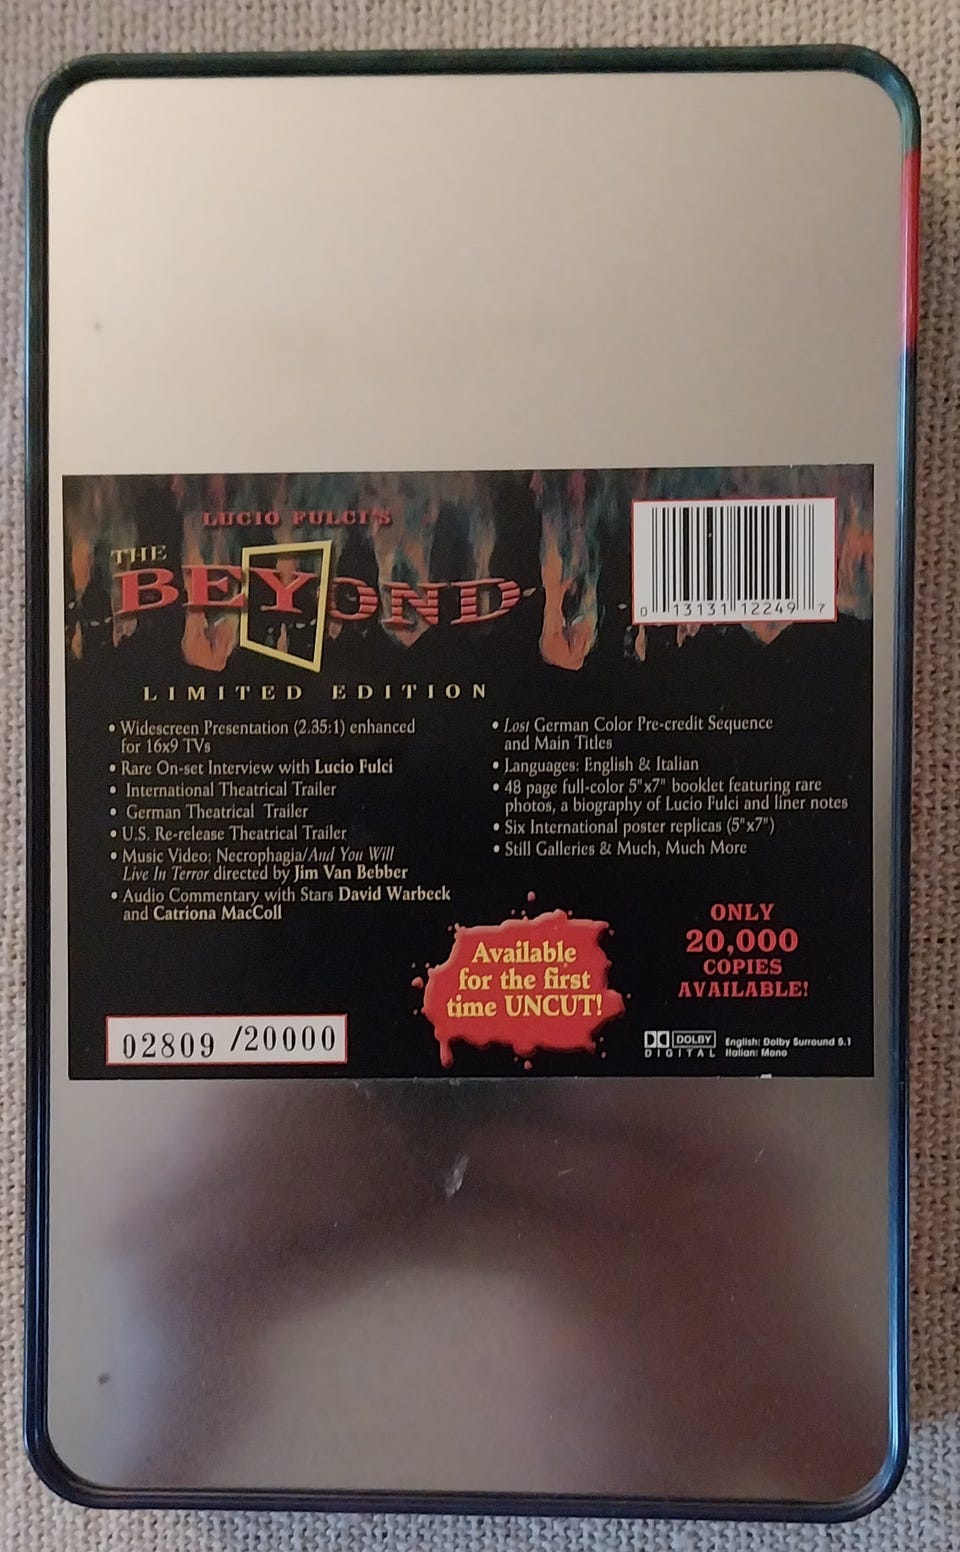 LUCIO FULCI'S
THE
BEYOND
LIMITED EDITION
0 13131 12249 7
• Widescreen Presentation (2.35:1) enhanced
for 16x9 TVs
• Rare On-set Interview with Lucio Fulci
• International Theatrical Trailer
• German Theatrical Trailer
• U.S. Re-release Theatrical Trailer
• Music Video: Necrophagia/And You Will
Live In Terror directed by Jim Van Bebber
• Audio Commentary with Stars David Warbeck
and Catriona MacColl
• Lost German Color Pre-credit Sequence
and Main Titles
• Languages: English & Italian
• 48 page full-color 5"x7" booklet featuring rare
photos, a biography of Lucio Fulci and liner notes
• Six International poster replicas (5"x7")
• Still Galleries & Much, Much More
Available
for the first
time UNCUT!
ONLY
20,000
COPIES
AVAILABLE!
02809 /20000
DOLBY
DIGITAL
English: Dolby Surround 5.1
Italian: Mono